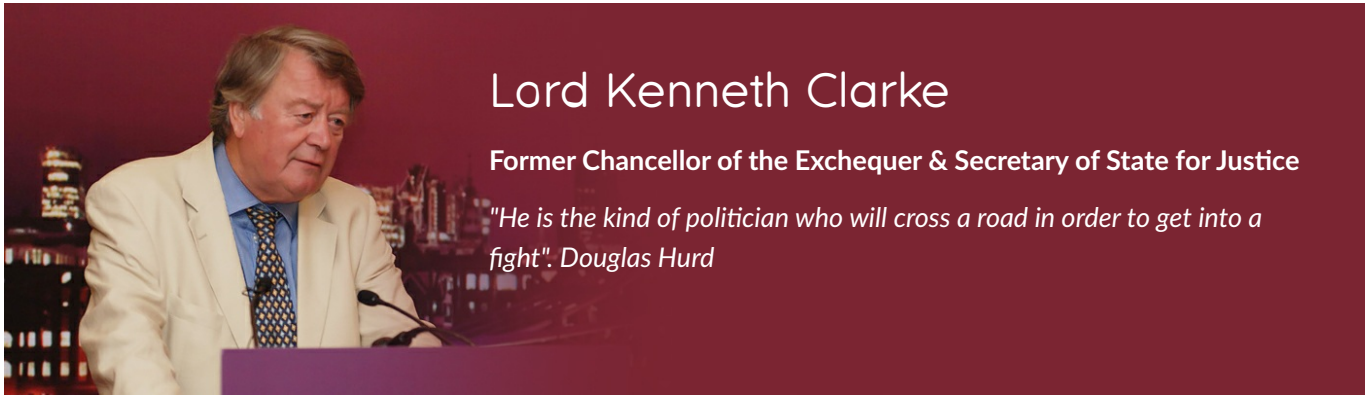 Lord Kenneth Clarke
Former Chancellor of the Exchequer & Secretary of State for Justice
"He is the kind of politician who will cross a road in order to get into a
fight". Douglas Hurd